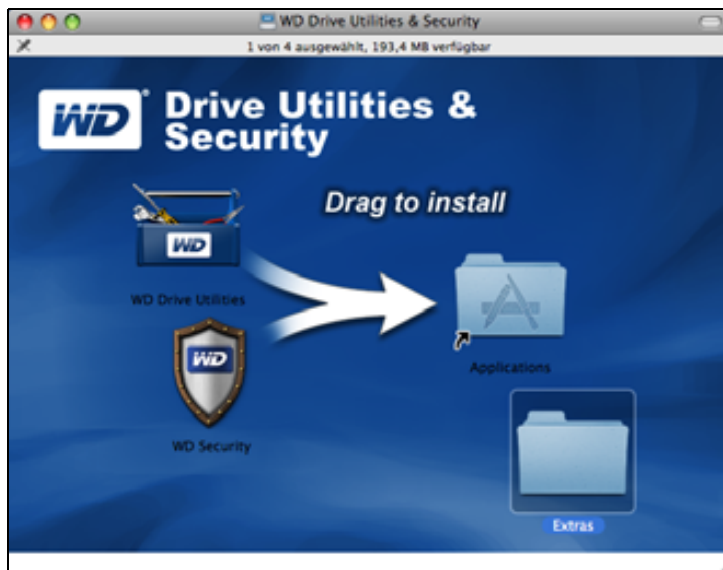 WD Drive Utilities & Security
1 von 4 ausgewählt, 193,4 MB verfügbar
WD
Drive Utilities &
Security
Drag to install
WD
WD Drive Utilities
Applications
WD
WD Security
Extras